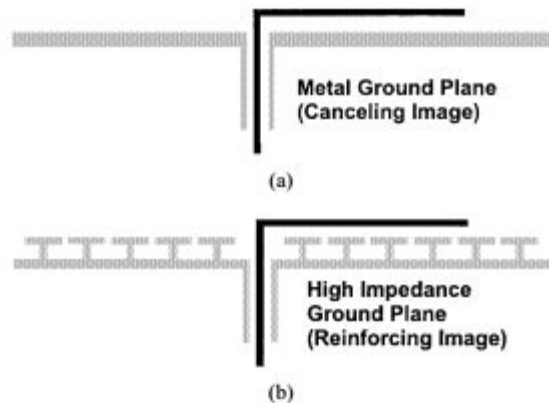 Metal Ground Plane
(Canceling Image)
(a)
High Impedance
Ground Plane
(Reinforcing Image)
(b)